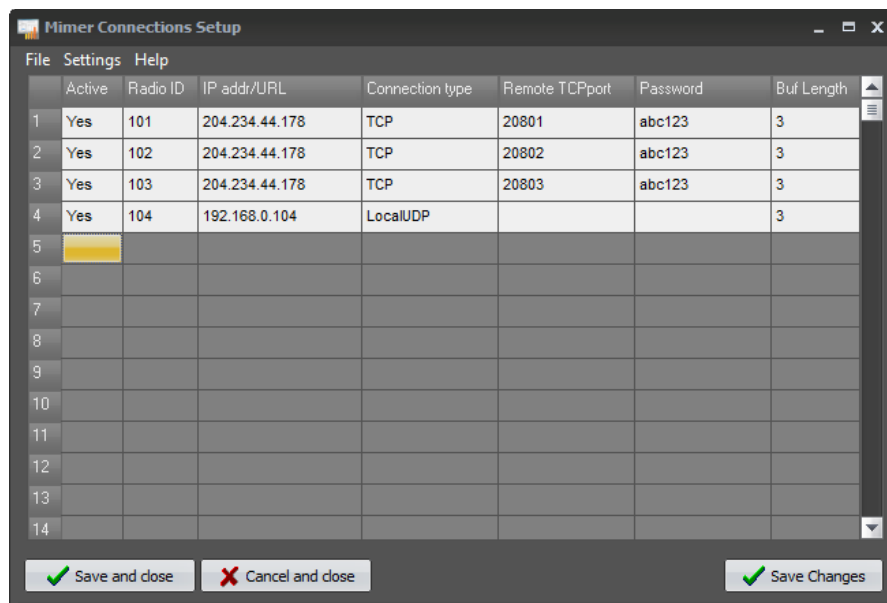 Mimer Connections Setup
File Settings Help
Active Radio ID IP addr/URL Connection type Remote TCPport Password Buf Length
1 Yes 101 204.234.44.178 TCP 20801 abc123 3
2 Yes 102 204.234.44.178 TCP 20802 abc123 3
3 Yes 103 204.234.44.178 TCP 20803 abc123 3
4 Yes 104 192.168.0.104 LocalUDP 3
5
6
7
8
9
10
11
12
13
14
Save and close Cancel and close Save Changes